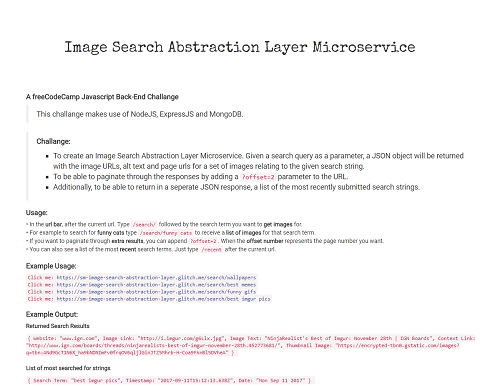 Image Search Abstraction Layer Microservice
A freeCodeCamp Javascript Back-End Challange
This challange makes use of NodeJS, ExpressJS and MongoDB.
Challange:
▪ To create an Image Search Abstraction Layer Microservice. Given a search query as a parameter, a JSON object will be returned
with the image URLs, alt text and page urls for a set of images relating to the given search string.
▪ To be able to paginate through the responses by adding a ?offset=2 parameter to the URL.
▪ Additionally, to be able to return in a seperate JSON response, a list of the most recently submitted search strings.
Usage:
• In the url bar, after the current url. Type /search/ followed by the search term you want to get images for.
• For example to search for funny cats type /search/funny cats to receive a list of images for that search term.
• If you want to paginate through extra results, you can append ?offset=2. When the offset number represents the page number you want.
• You can also see a list of the most recent search terms. Just type /recent after current url.
Example Usage:
Click me: https://sm-image-search-abstraction-layer.glitch.me/search/wallpapers
Click me: https://sm-image-search-abstraction-layer.glitch.me/search/best memes
Click me: https://sm-image-search-abstraction-layer.glitch.me/search/funny gifs
Click me: https://sm-image-search-abstraction-layer.glitch.me/search/best imgur pics
Example Output:
Returned Search Results
{ Website: "www.ign.com", Image Link: "http://i.imgur.com/g6iLx.jpg", Image Text: "NinjaRealist's Best of Imgur: November 28th | IGN Boards", Context Link:
"http://www.ign.com/boards/threads/ninjarealists-best-of-imgur-november-28th.452773681/", Thumbnail Image: "https://encrypted-tbn0.gstatic.com/images?
List of most searched for strings
{ Search Term: "best imgur pics", Timestamp: "2017-09-11T15:12:13.638Z", Date: "Mon Sep 11 2017" }